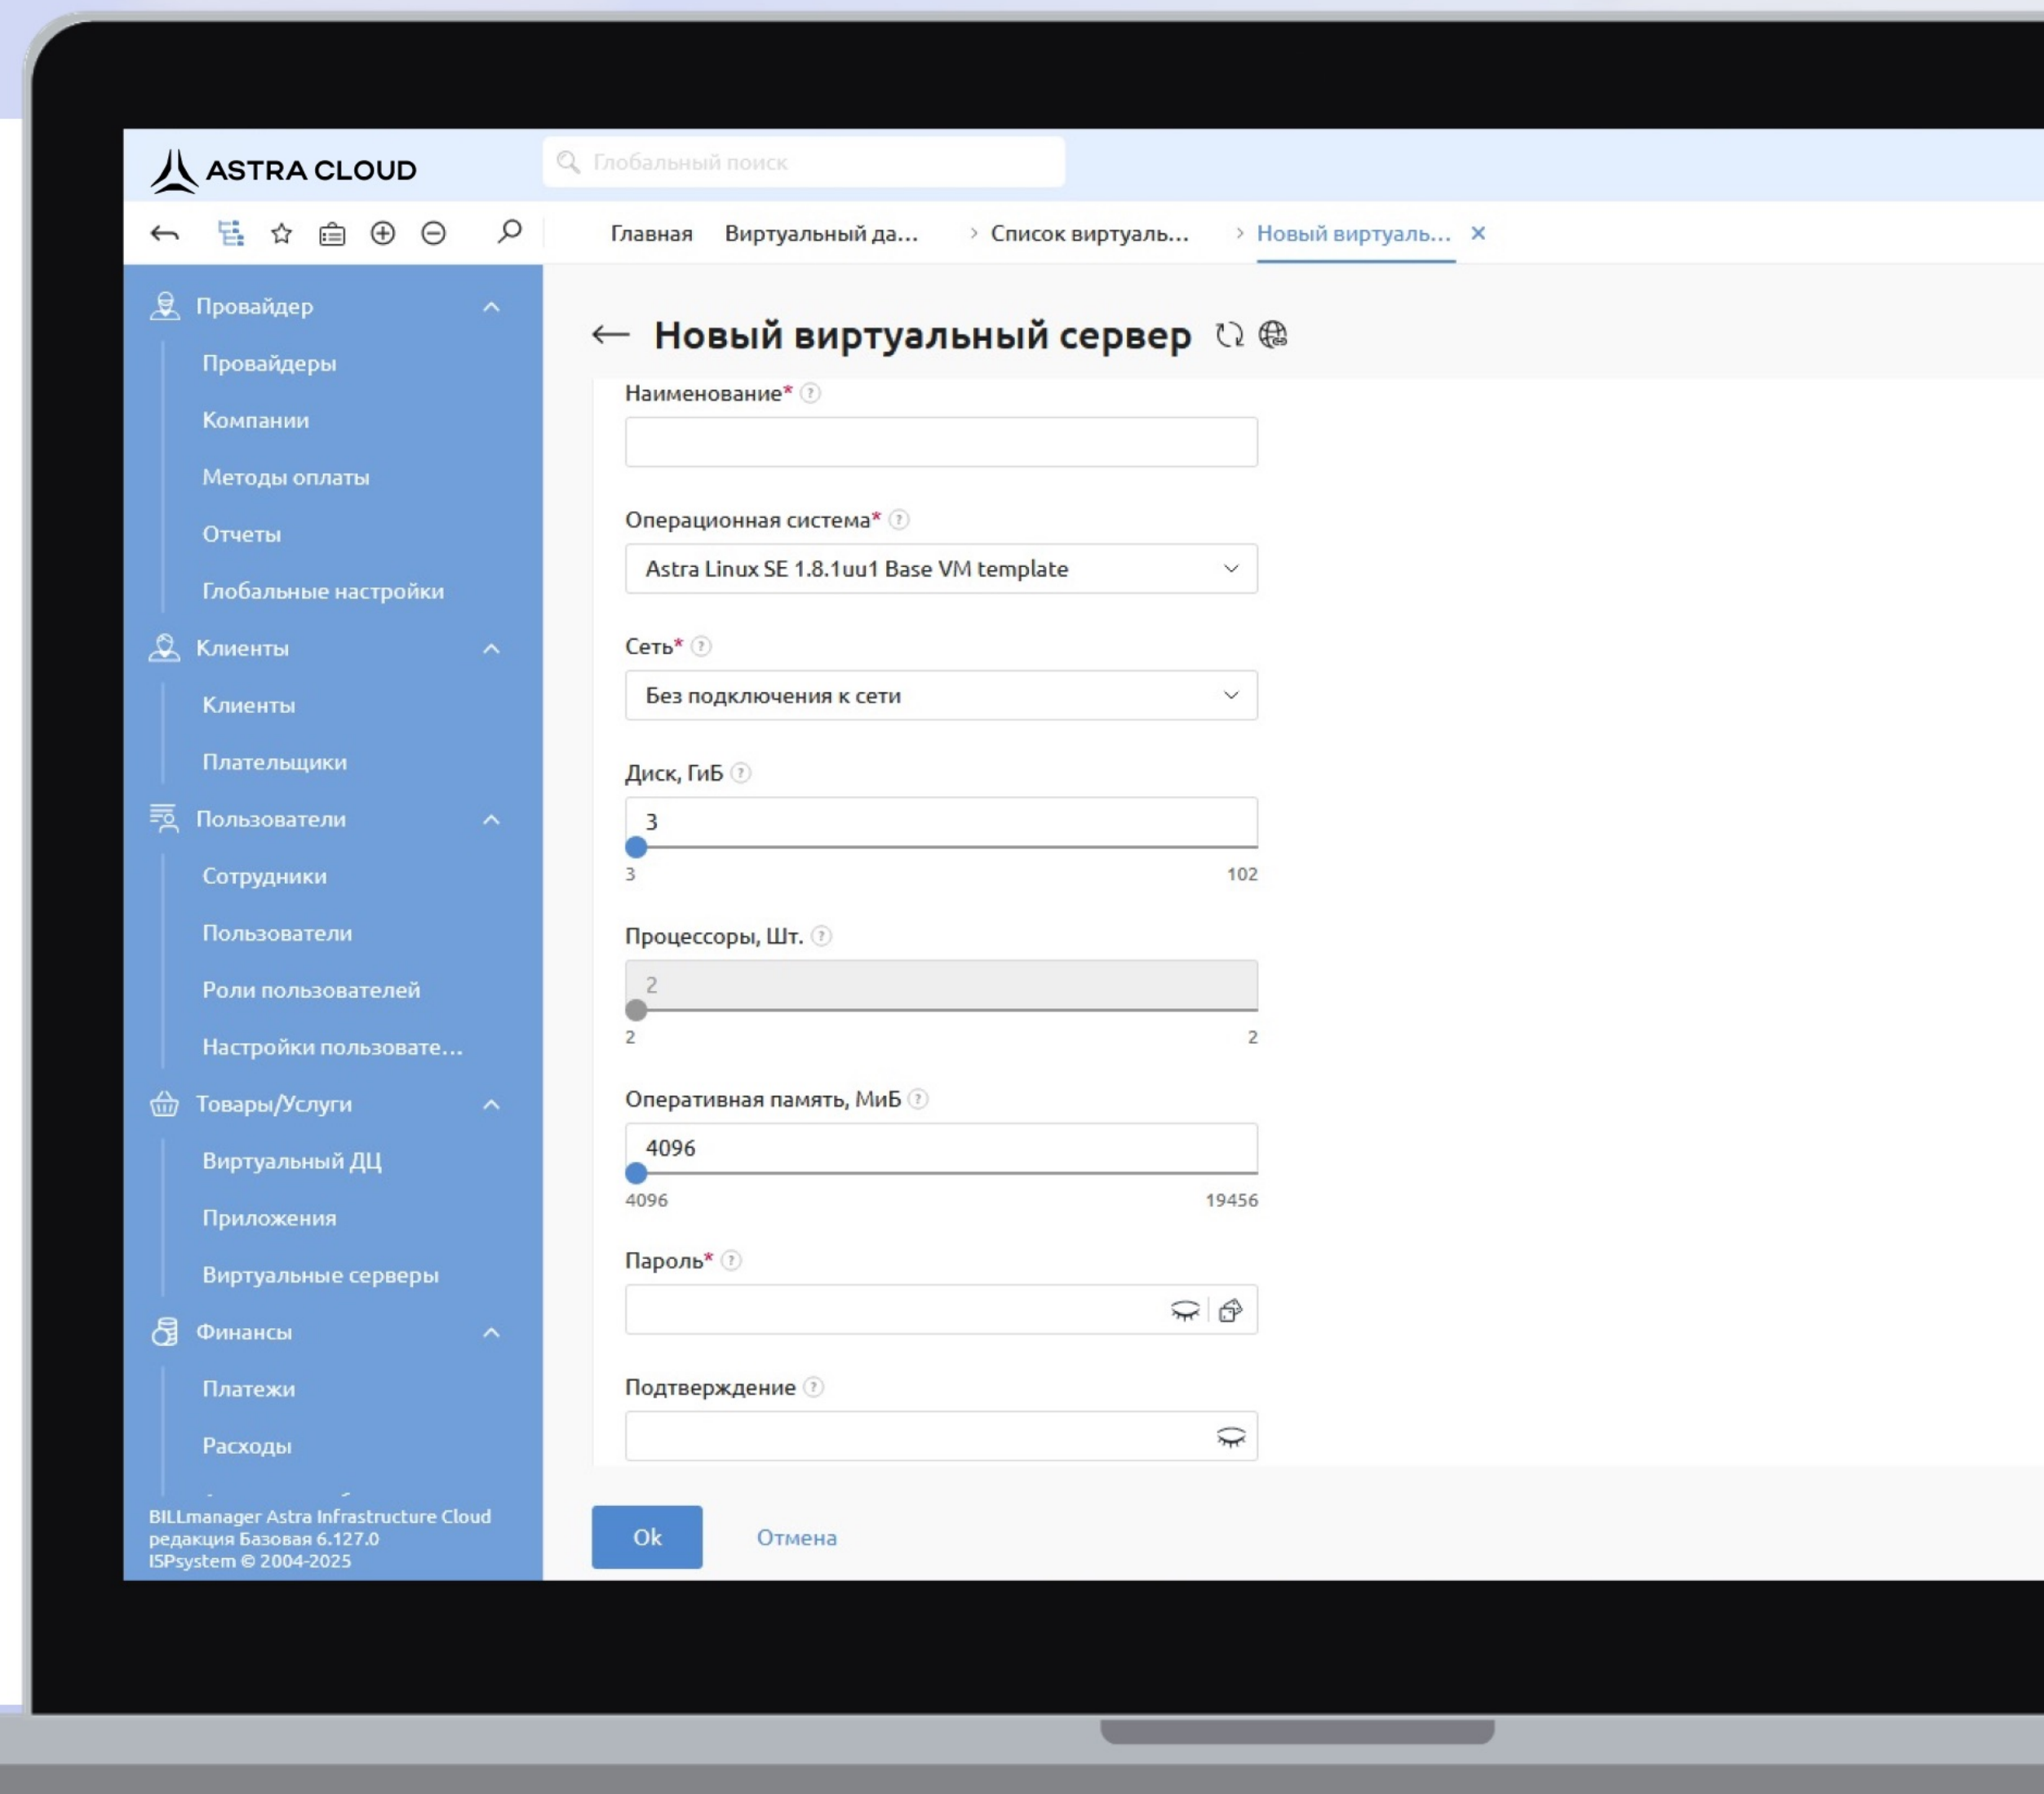 ASTRA CLOUD
Глобальный поиск
Главная Виртуальный да... > Список виртуаль... > Новый виртуаль... ×
Провайдер
Провайдеры
Компании
Методы оплаты
Отчеты
Глобальные настройки
Клиенты
Клиенты
Плательщики
Пользователи
Сотрудники
Пользователи
Роли пользователей
Настройки пользовате...
Товары/Услуги
Виртуальный ДЦ
Приложения
Виртуальные серверы
Финансы
Платежи
Расходы
BILLmanager Astra Infrastructure Cloud
редакция Базовая 6.127.0
ISPsystem © 2004-2025
Новый виртуальный сервер
Наименование* ?
Операционная система* ?
Astra Linux SE 1.8.1uu1 Base VM template
Сеть* ?
Без подключения к сети
Диск, ГиБ ?
3
3 102
Процессоры, Шт. ?
2
2 2
Оперативная память, МиБ ?
4096
4096 19456
Пароль* ?
Подтверждение ?
Ok Отмена